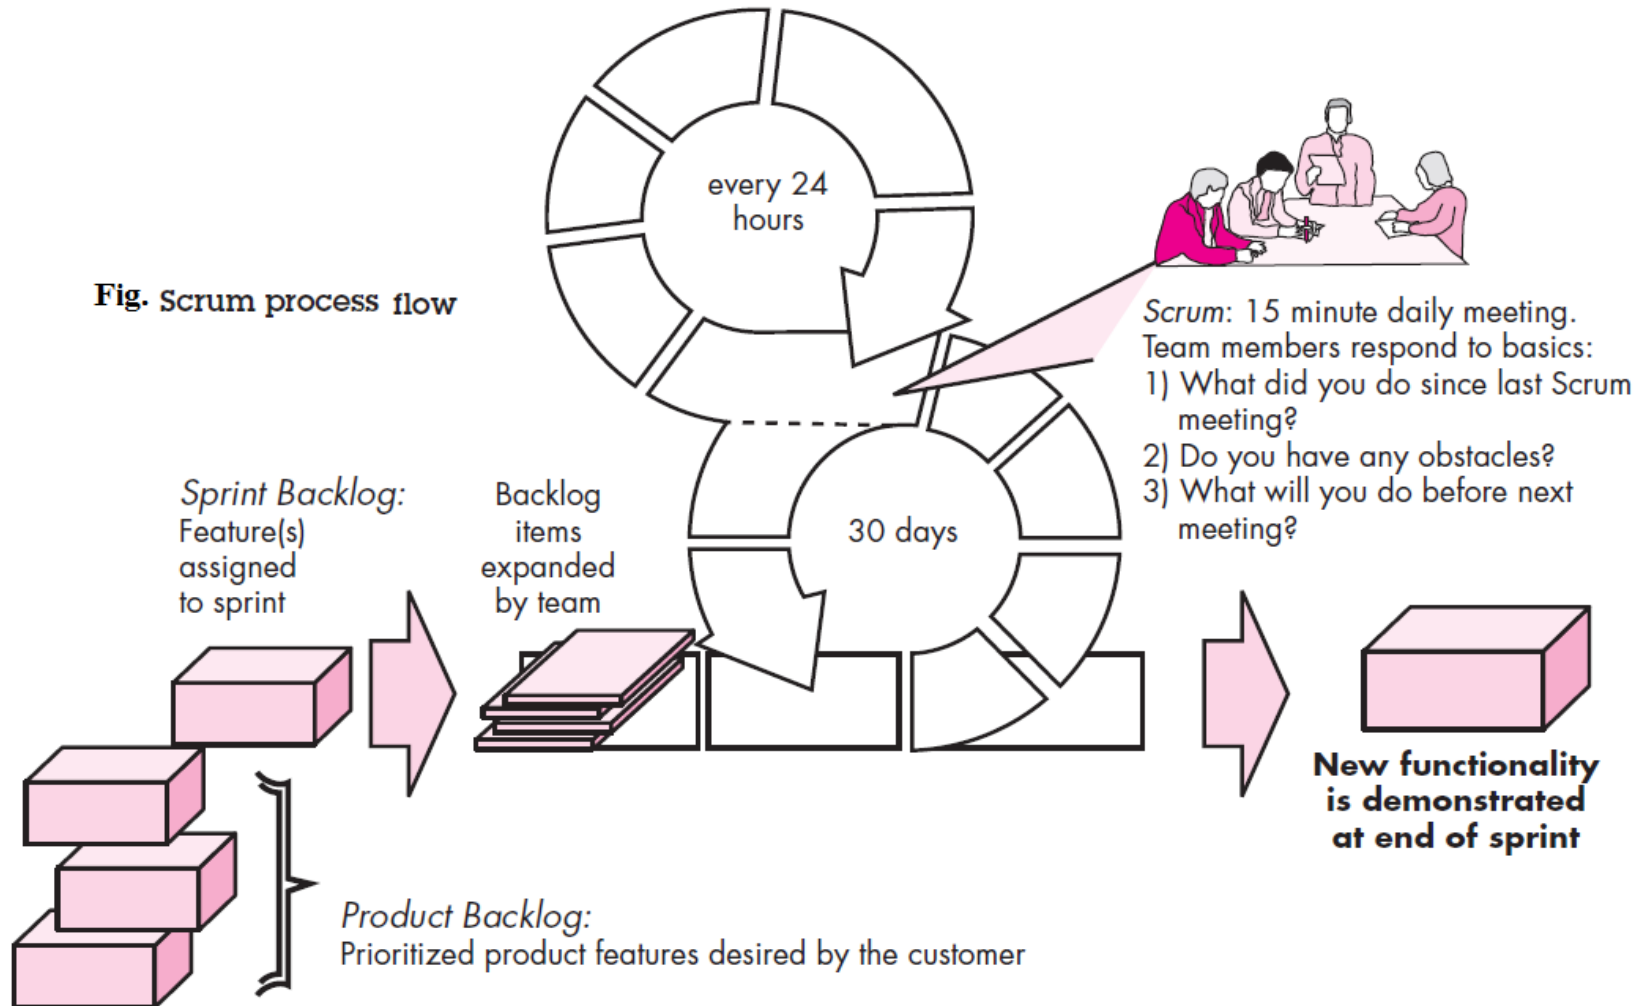 every 24
hours
Fig. Scrum process flow
Scrum: 15 minute daily meeting.
Team members respond to basics:
1) What did you do since last Scrum
meeting?
2) Do you have any obstacles?
3) What will you do before next
meeting?
Sprint Backlog:
Feature(s)
assigned
to sprint
Backlog
items
expanded
by team
30 days
New functionality
is demonstrated
at end of sprint
Product Backlog:
Prioritized product features desired by the customer